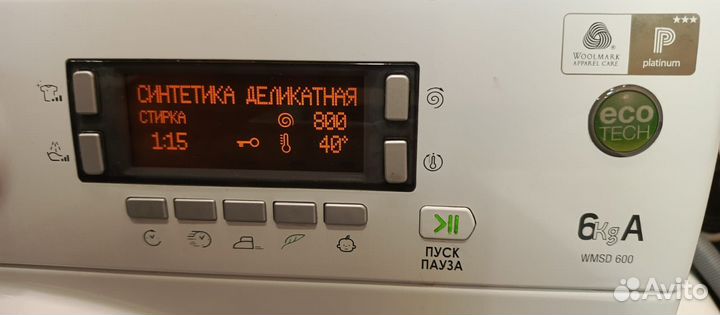 СИНТЕТИКА ДЕЛИКАТНАЯ
СТИРКА 800
1:15 40°
WOOLMARK
APPAREL CARE
P
platinum
eco
TECH
ПУСК
ПАУЗА
6Kg A
WMSD 600
Avito